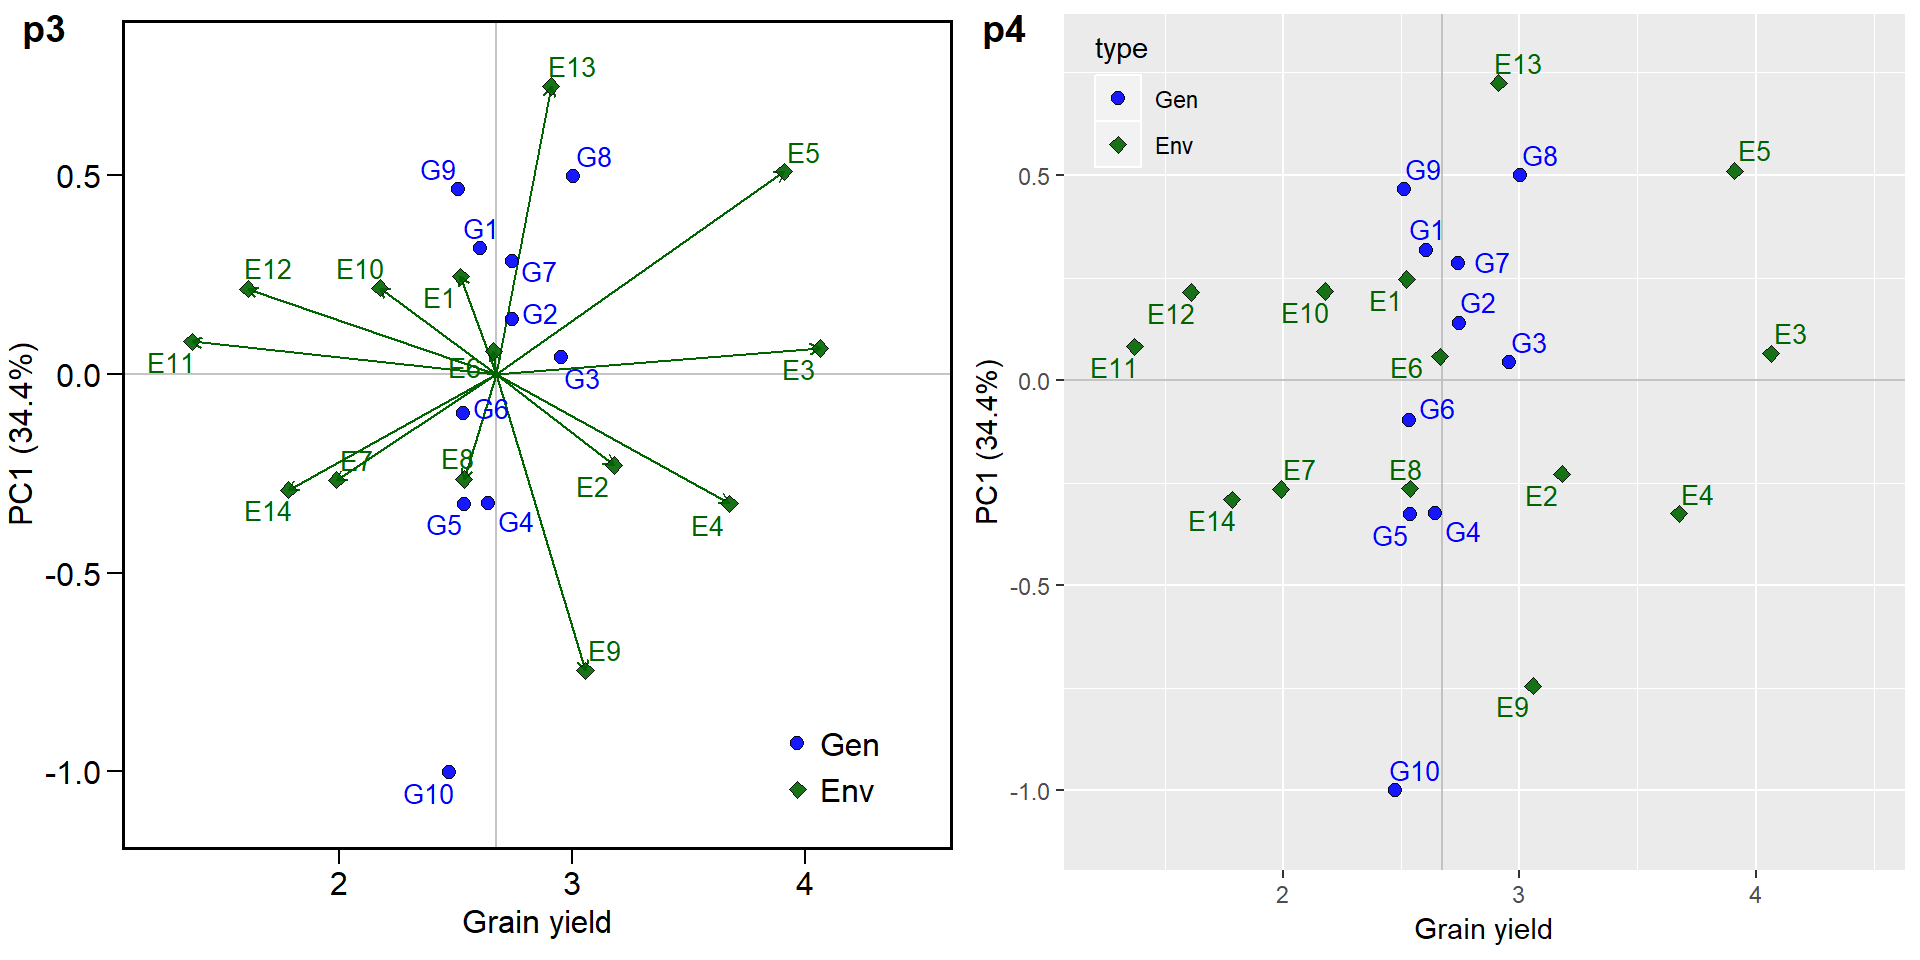 p3
E13
G8
E5
G9
0.5
G1
E12
E10
G7
E1
G2
E11
E6
0.0
G3
E3
G6
E7
E8
E14
E2
G5
G4
E4
-0.5
E9
Gen
-1.0
G10
Env
2
3
4
Grain yield
PC1 (34.4%)
p4
type
E13
Gen
Env
E5
G8
G9
0.5
G1
G7
E12
E10
E1
G2
E3
G3
E11
E6
0.0
G6
E7
E8
E14
E2
E4
G5
G4
-0.5
E9
G10
-1.0
2
3
4
Grain yield
PC1 (34.4%)